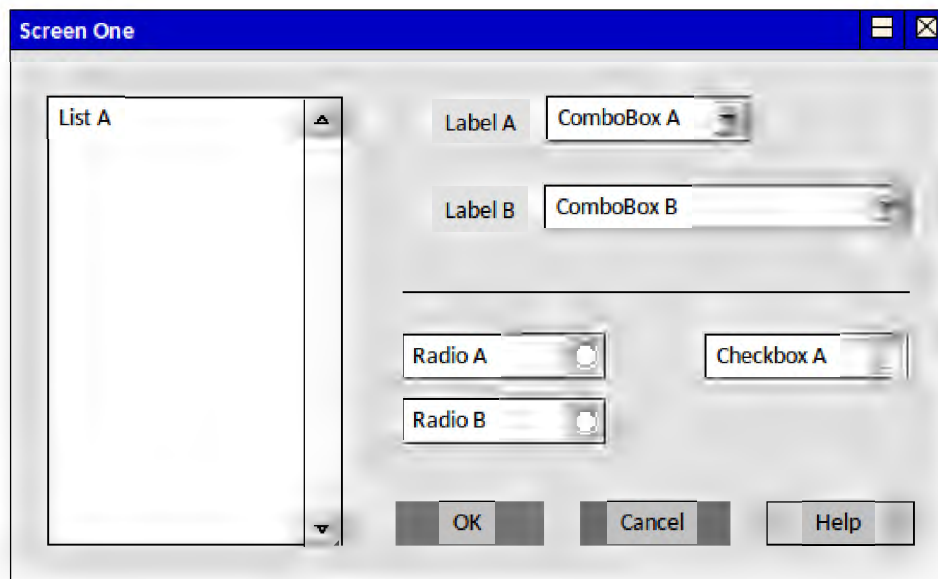 Screen One
List A
Label A
ComboBox A
Label B
ComboBox B
Radio A
Checkbox A
Radio B
OK
Cancel
Help